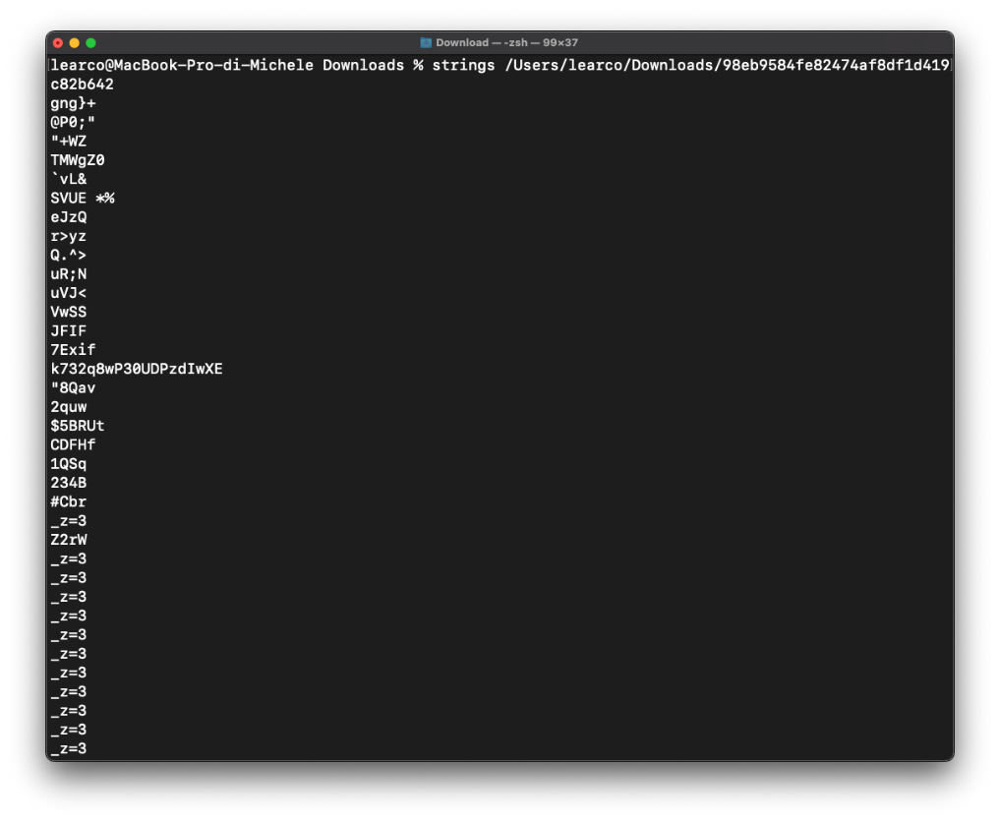 Download — -zsh — 99×37
learco@MacBook-Pro-di-Michele Downloads % strings /Users/learco/Downloads/98eb9584fe82474af8df1d419
c82b642
gng}+
@P0;"
"+WZ
TMWgZ0
`vL&
SVUE *%
eJzQ
r>yz
Q.^>
uR;N
uVJ<
VwSS
JFIF
7Exif
k732q8wP30UDPzdIwXE
"8Qav
2quw
$5BRUt
CDFHf
1QSq
234B
#Cbr
_z=3
Z2rW
_z=3
_z=3
_z=3
_z=3
_z=3
_z=3
_z=3
_z=3
_z=3
_z=3
_z=3